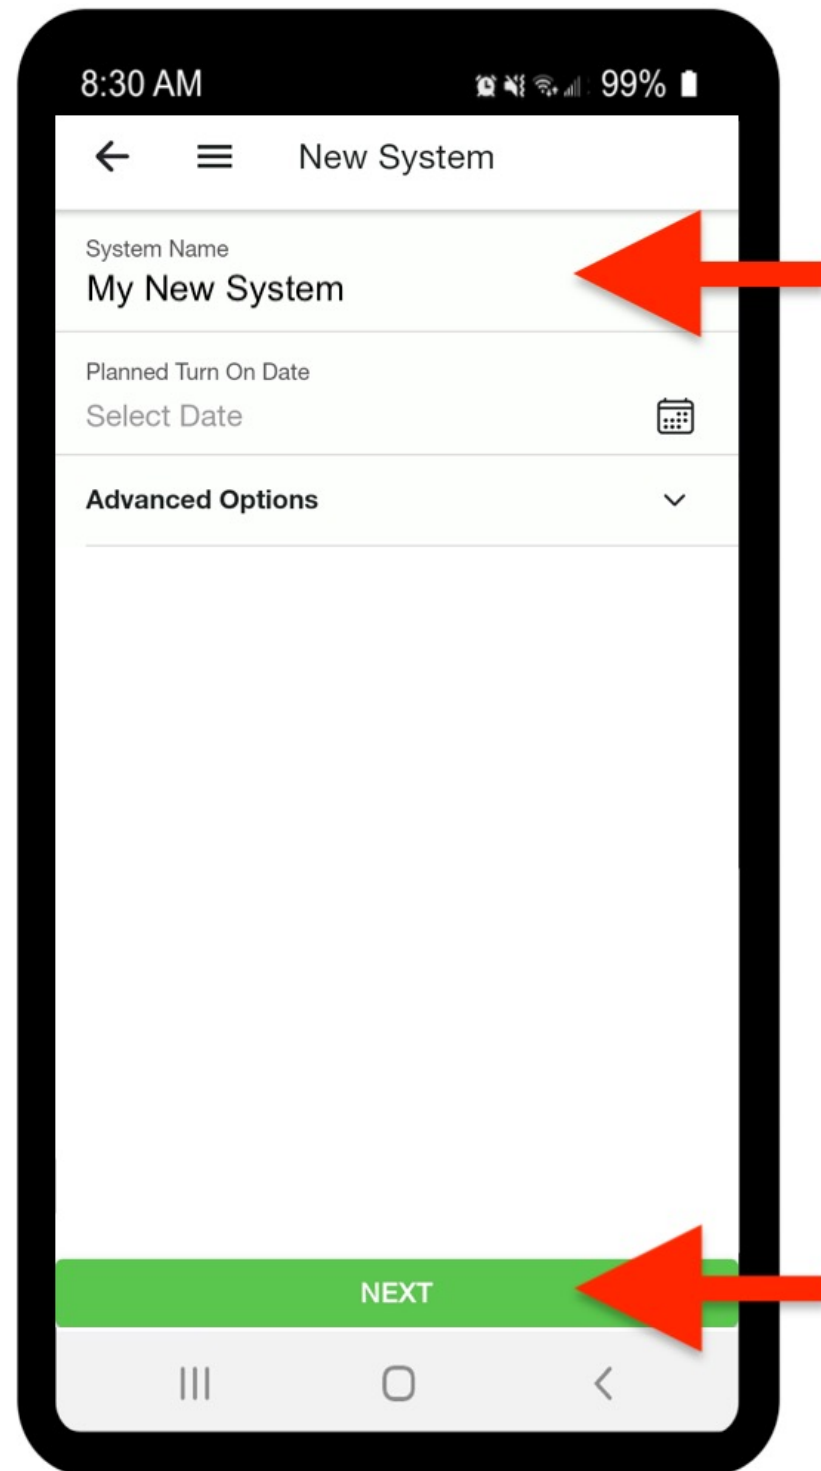 8:30 AM 99%
New System
System Name
My New System
Planned Turn On Date
Select Date
Advanced Options
NEXT